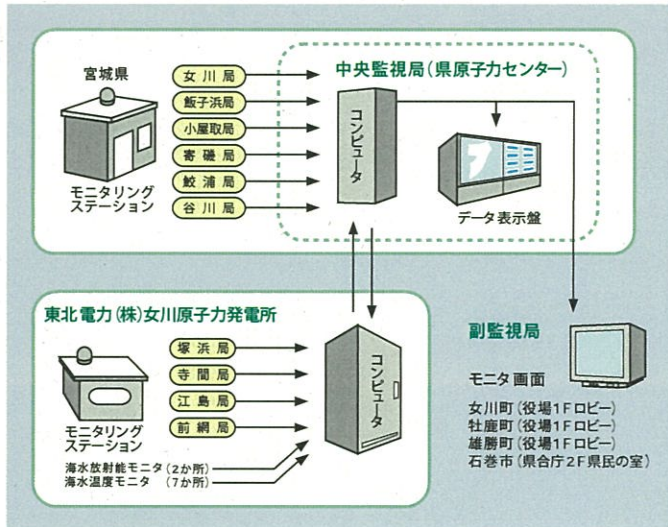 宮城県
モニタリング
ステーション
女川局
飯子浜局
小屋取局
寄磯局
鮫浦局
谷川局
中央監視局(県原子力センター)
コンピュータ
データ表示盤
東北電力(株)女川原子力発電所
モニタリング
ステーション
塚浜局
寺間局
江島局
前網局
海水放射能モニタ(2か所)
海水温度モニタ(7か所)
コンピュータ
副監視局
モニタ画面
女川町(役場1Fロビー)
牡鹿町(役場1Fロビー)
雄勝町(役場1Fロビー)
石巻市(県合庁2F県民の室)